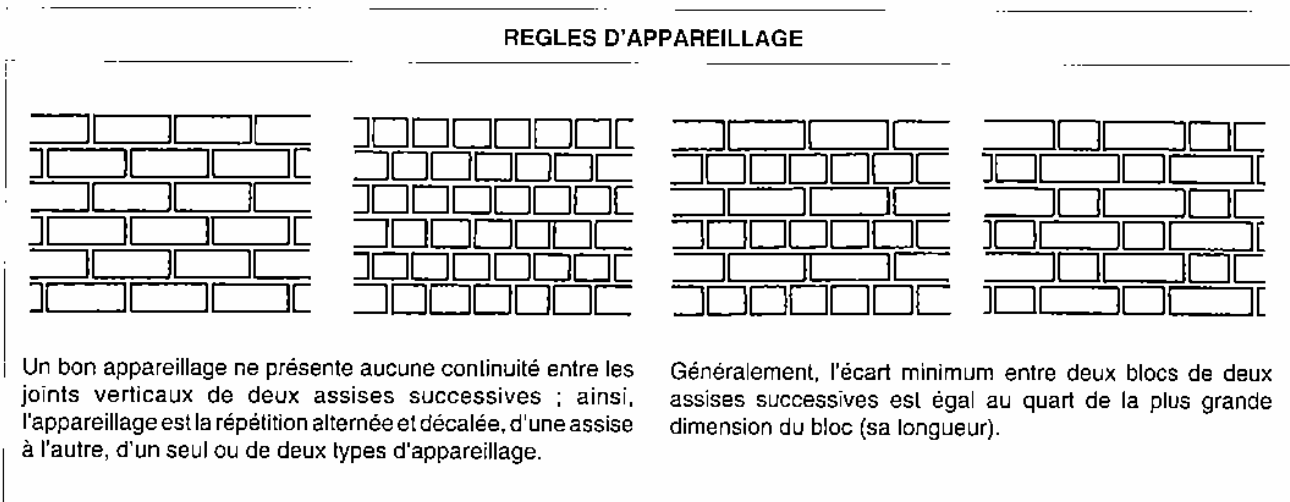 REGLES D'APPAREILLAGE
Un bon appareillage ne présente aucune continuité entre les
joints verticaux de deux assises successives ; ainsi,
l'appareillage est la répétition alternée et décalée, d'une assise
à l'autre, d'un seul ou de deux types d'appareillage.
Généralement, l'écart minimum entre deux blocs de deux
assises successives est égal au quart de la plus grande
dimension du bloc (sa longueur).